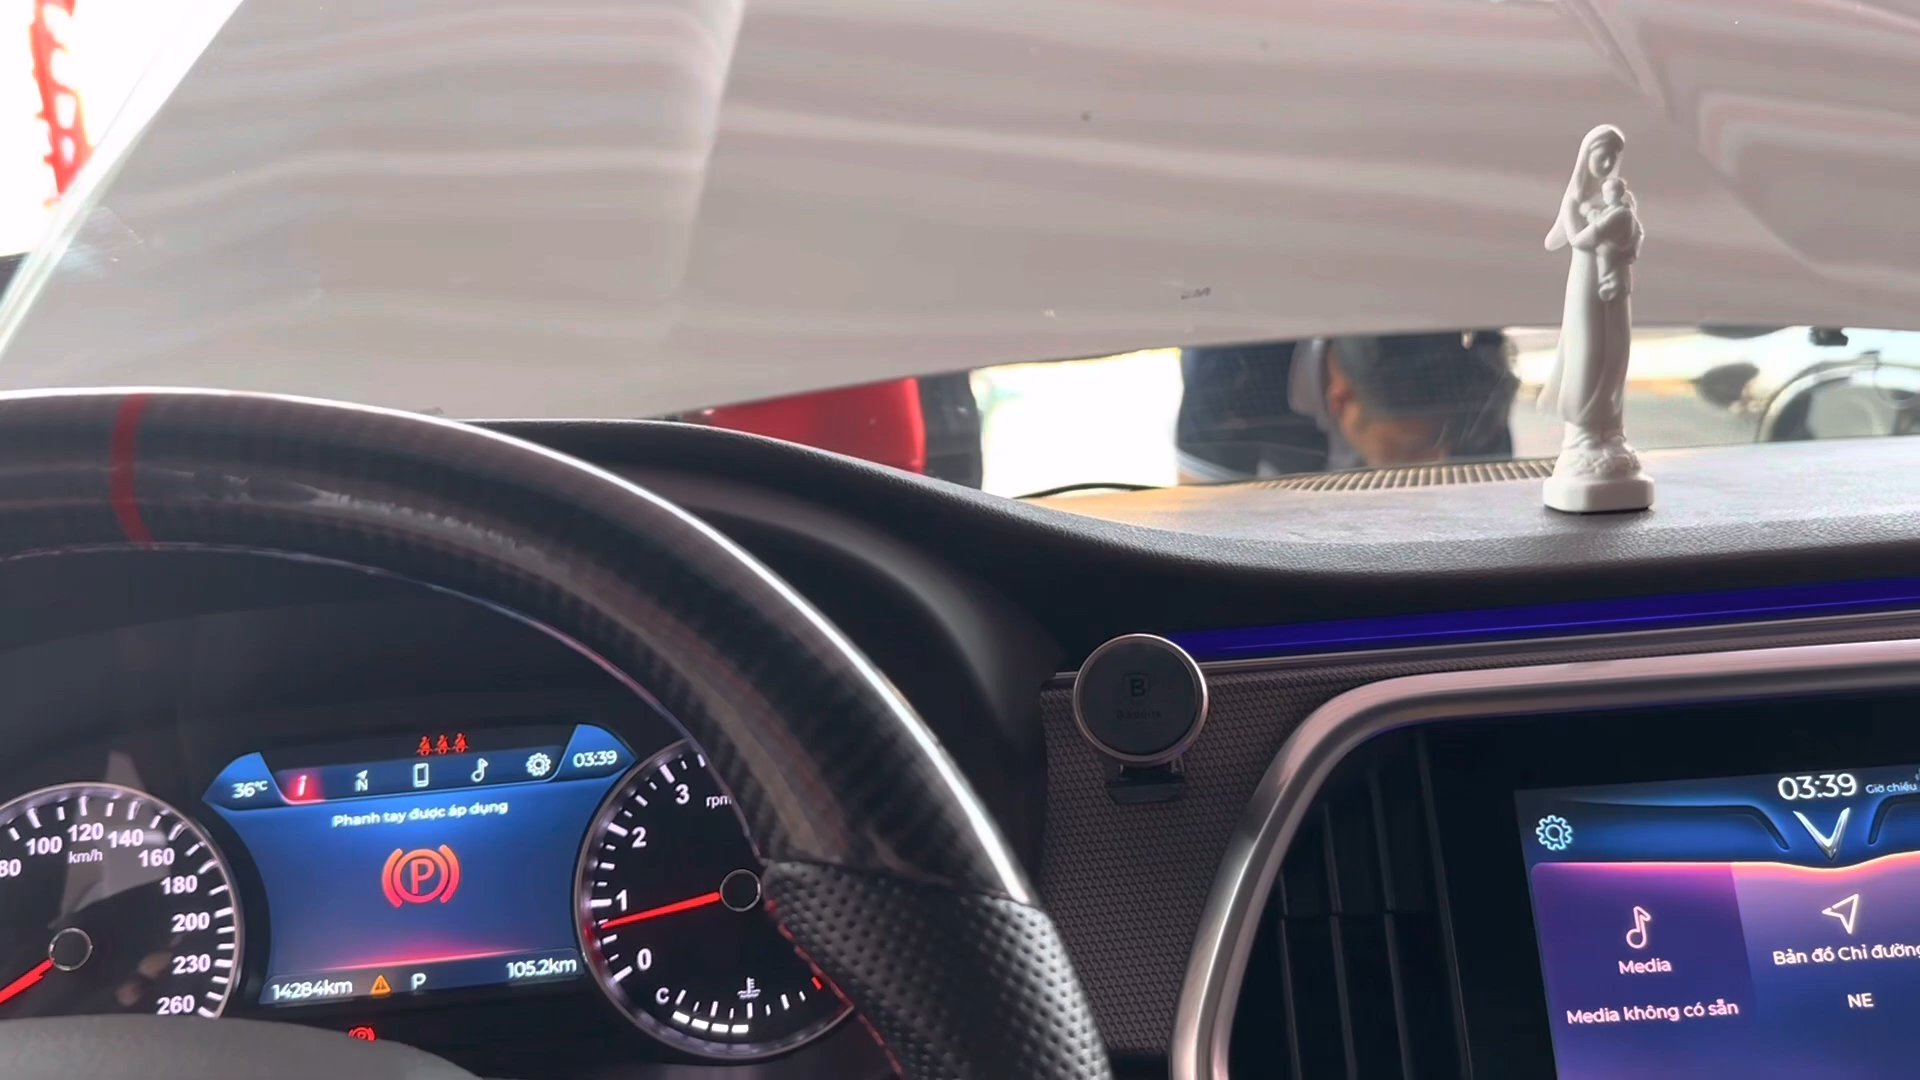 36°C
N
03:39
Phanh tay được áp dụng
P
14284km
P
105.2km
80
100
120
140
160
180
200
230
260
km/h
3
2
1
0
rpm
C
B
03:39 Giờ chiều
Media
Media không có sẵn
Bản đồ Chỉ đường
NE